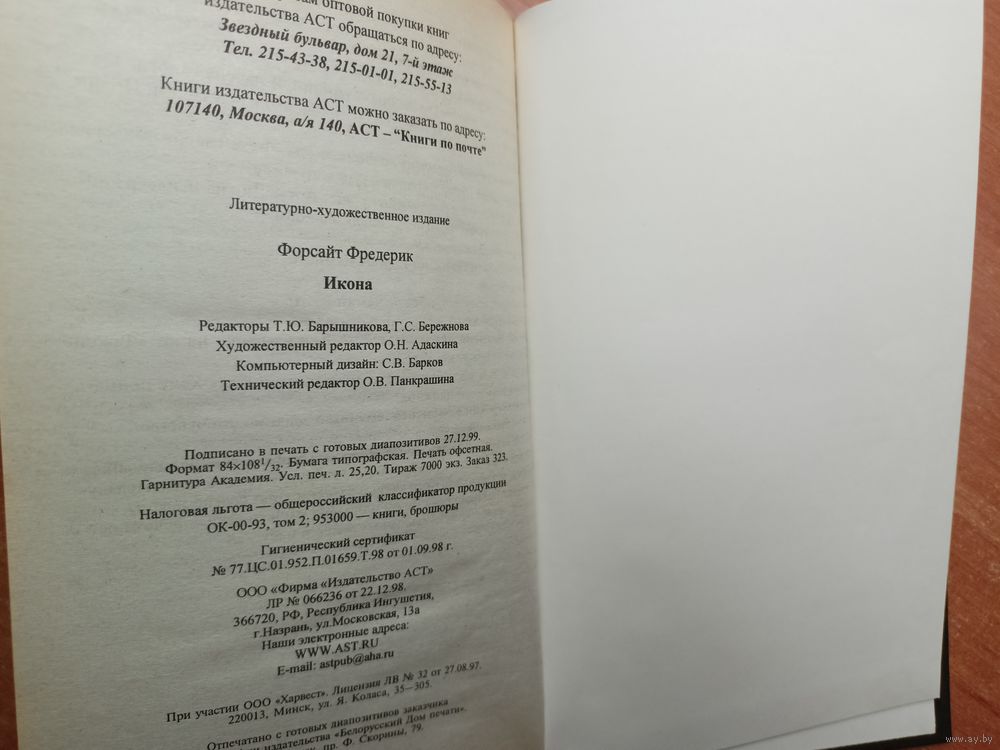 оптовой покупки книг
издательства АСТ обращаться по адресу:
Звездный бульвар, дом 21, 7-й этаж
Тел. 215-43-38, 215-01-01, 215-55-13
Книги издательства АСТ можно заказать по адресу:
107140, Москва, а/я 140, АСТ – “Книги по почте”
Литературно-художественное издание
Форсайт Фредерик
Икона
Редакторы Т.Ю. Барышникова, Г.С. Бережнова
Художественный редактор О.Н. Адаскина
Компьютерный дизайн: С.В. Барков
Технический редактор О.В. Панкрашина
Подписано в печать с готовых диапозитивов 27.12.99.
Формат 84×108 1/32. Бумага типографская. Печать офсетная.
Гарнитура Академия. Усл. печ. л. 25,20. Тираж 7000 экз. Заказ 323.
Налоговая льгота — общероссийский классификатор продукции
ОК-00-93, том 2; 953000 — книги, брошюры
Гигиенический сертификат
№ 77.ЦС.01.952.П.01659.Т.98 от 01.09.98 г.
ООО «Фирма «Издательство АСТ»
ЛР № 066236 от 22.12.98.
366720, РФ, Республика Ингушетия,
г.Назрань, ул.Московская, 13а
Наши электронные адреса:
WWW.AST.RU
E-mail: astpub@aha.ru
При участии ООО «Харвест». Лицензия ЛВ № 32 от 27.08.97.
220013, Минск, ул. Я. Коласа, 35—305.
Отпечатано с готовых диапозитивов заказчика
издательства «Белорусский Дом печати».
пр. Ф. Скорины, 79.
www.ay.by